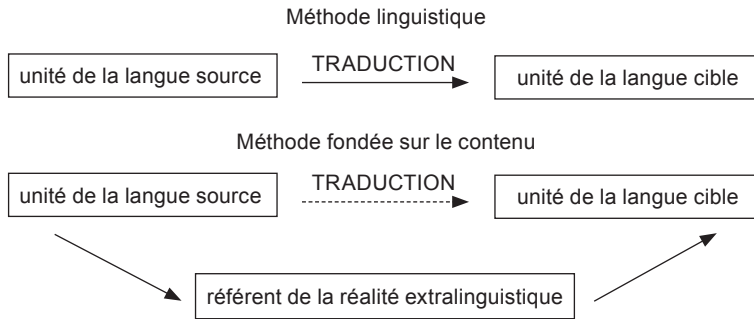 Méthode linguistique
unité de la langue source TRADUCTION unité de la langue cible
Méthode fondée sur le contenu
unité de la langue source TRADUCTION unité de la langue cible
référent de la réalité extralinguistique